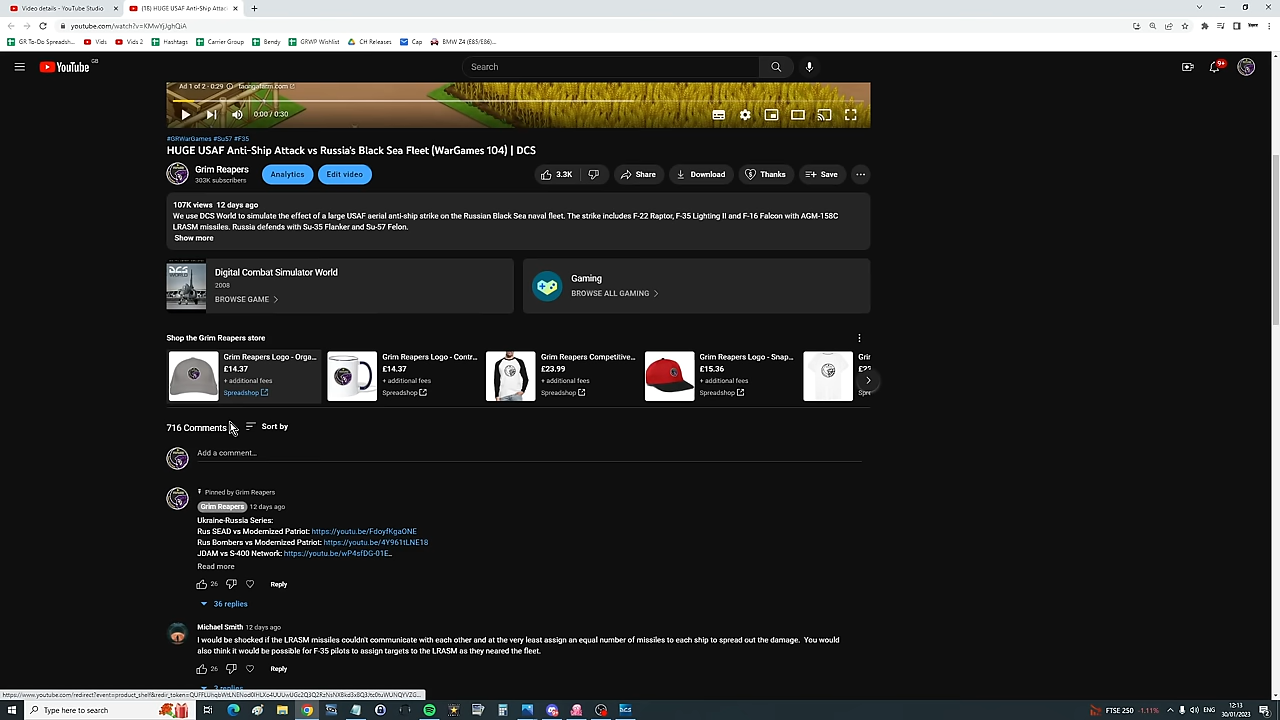 Video details - YouTube Studio
(18) HUGE USAF Anti-Ship Attac
youtube.com/watch?v=KMwYjJghQiA
GR To-Do Spreadsh...
Vids
Vids 2
Hashtags
Carrier Group
Bendy
GRWP Wishlist
CH Releases
Cap
BMW Z4 (E85/E86)...
YouTube GB
Search
9+
Ad 1 of 2 · 0:29
taongafarm.com
0:00 / 0:30
#GRWarGames #Su57 #F35
HUGE USAF Anti-Ship Attack vs Russia's Black Sea Fleet (WarGames 104) | DCS
Grim Reapers
303K subscribers
Analytics
Edit video
3.3K
Share
Download
Thanks
Save
107K views 12 days ago
We use DCS World to simulate the effect of a large USAF aerial anti-ship strike on the Russian Black Sea naval fleet. The strike includes F-22 Raptor, F-35 Lighting II and F-16 Falcon with AGM-158C
LRASM missiles. Russia defends with Su-35 Flanker and Su-57 Felon.
Show more
Digital Combat Simulator World
2008
BROWSE GAME
Gaming
BROWSE ALL GAMING
Shop the Grim Reapers store
Grim Reapers Logo - Orga...
£14.37
+ additional fees
Spreadshop
Grim Reapers Logo - Contr...
£14.37
+ additional fees
Spreadshop
Grim Reapers Competitive...
£23.99
+ additional fees
Spreadshop
Grim Reapers Logo - Snap...
£15.36
+ additional fees
Spreadshop
716 Comments
Sort by
Add a comment...
Pinned by Grim Reapers
Grim Reapers 12 days ago
Ukraine-Russia Series:
Rus SEAD vs Modernized Patriot: https://youtu.be/FdoyfKgaONE
Rus Bombers vs Modernized Patriot: https://youtu.be/4Y961tLNE18
JDAM vs S-400 Network: https://youtu.be/wP4sfDG-01E...
Read more
26
Reply
36 replies
Michael Smith 12 days ago
I would be shocked if the LRASM missiles couldn't communicate with each other and at the very least assign an equal number of missiles to each ship to spread out the damage. You would
also think it would be possible for F-35 pilots to assign targets to the LRASM as they neared the fleet.
26
Reply
Type here to search
FTSE 250 -1.11%
12:13
30/01/2023